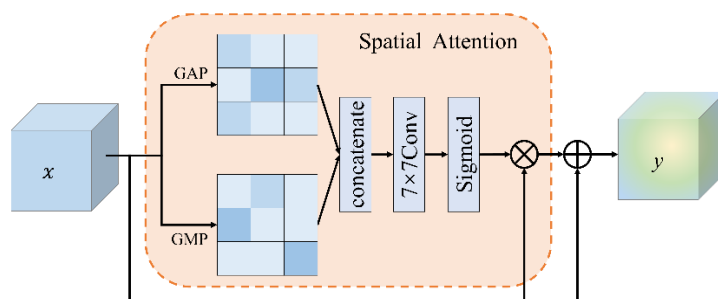 Spatial Attention
GAP
x
GMP
concatenate
7×7Conv
Sigmoid
y